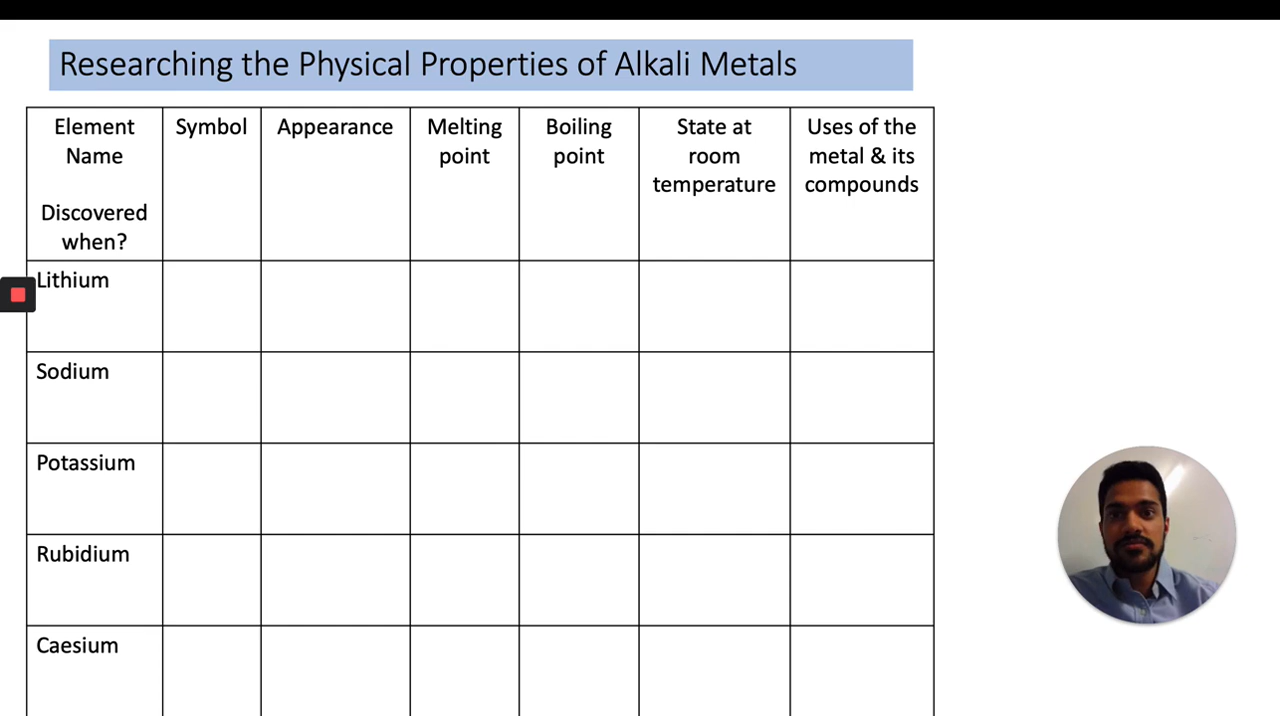 Researching the Physical Properties of Alkali Metals
Element
Name
Discovered
when?
Symbol
Appearance
Melting
point
Boiling
point
State at
room
temperature
Uses of the
metal & its
compounds
Lithium
Sodium
Potassium
Rubidium
Caesium